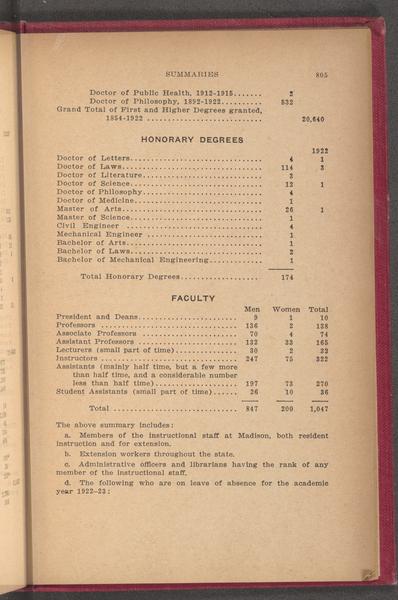 SUMMARIES 805
Doctor of Public Health, 1912-1915....... 2
Doctor of Philosophy, 1892-1922.......... 532
Grand Total of First and Higher Degrees granted,
1854-1922 ........................... 20,640
HONORARY DEGREES
1922
Doctor of Letters............................... 4 1
Doctor of Laws................................. 114 3
Doctor of Literature............................ 3
Doctor of Science............................... 12 1
Doctor of Philosophy............................ 4
Doctor of Medicine.............................. 1
Master of Arts................................. 26 1
Master of Science............................... 1
Civil Engineer ................................ 4
Mechanical Engineer ........................... 1
Bachelor of Arts................................ 1
Bachelor of Laws................................ 2
Bachelor of Mechanical Engineering............. 1
Total Honorary Degrees................... 174
FACULTY
Men Women Total
President and Deans........................ 9 1 10
Professors ................................ 136 2 138
Associate Professors ...................... 70 4 74
Assistant Professors ...................... 132 33 165
Lecturers (small part of time)............... 30 2 32
Instructors ................................ 247 75 322
Assistants (mainly half time, but a few more
than half time, and a considerable number
less than half time).................... 197 73 270
Student Assistants (small part of time)...... 26 10 36
Total ............................. 847 200 1,047
The above summary includes:
a. Members of the instructional staff at Madison, both resident
instruction and for extension.
b. Extension workers throughout the state.
c. Administrative officers and librarians having the rank of any
member of the instructional staff.
d. The following who are on leave of absence for the academic
year 1922-23: